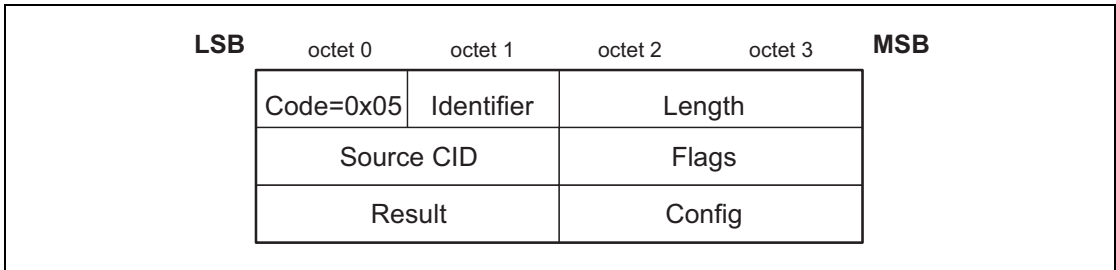 LSB octet 0 octet 1 octet 2 octet 3 MSB
Code=0x05 Identifier Length
Source CID Flags
Result Config